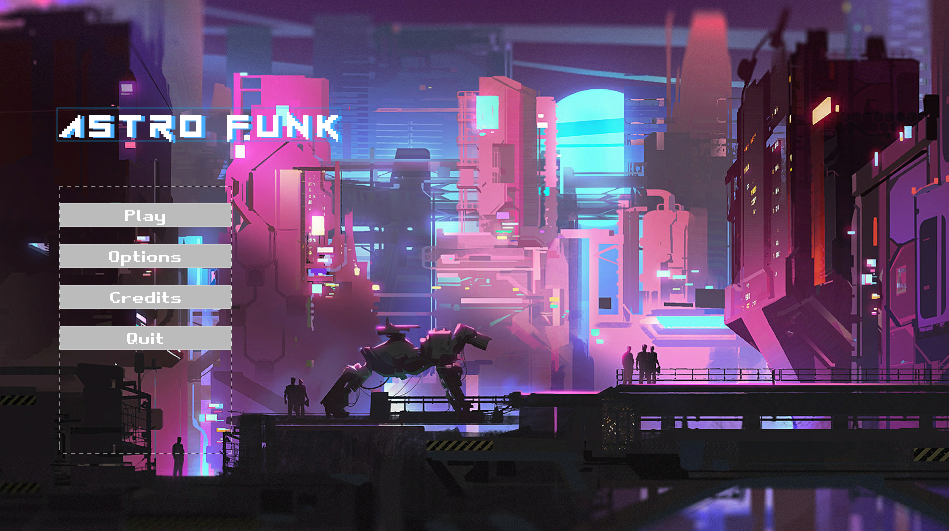 ASTRO FUNK
Play
Options
Credits
Quit